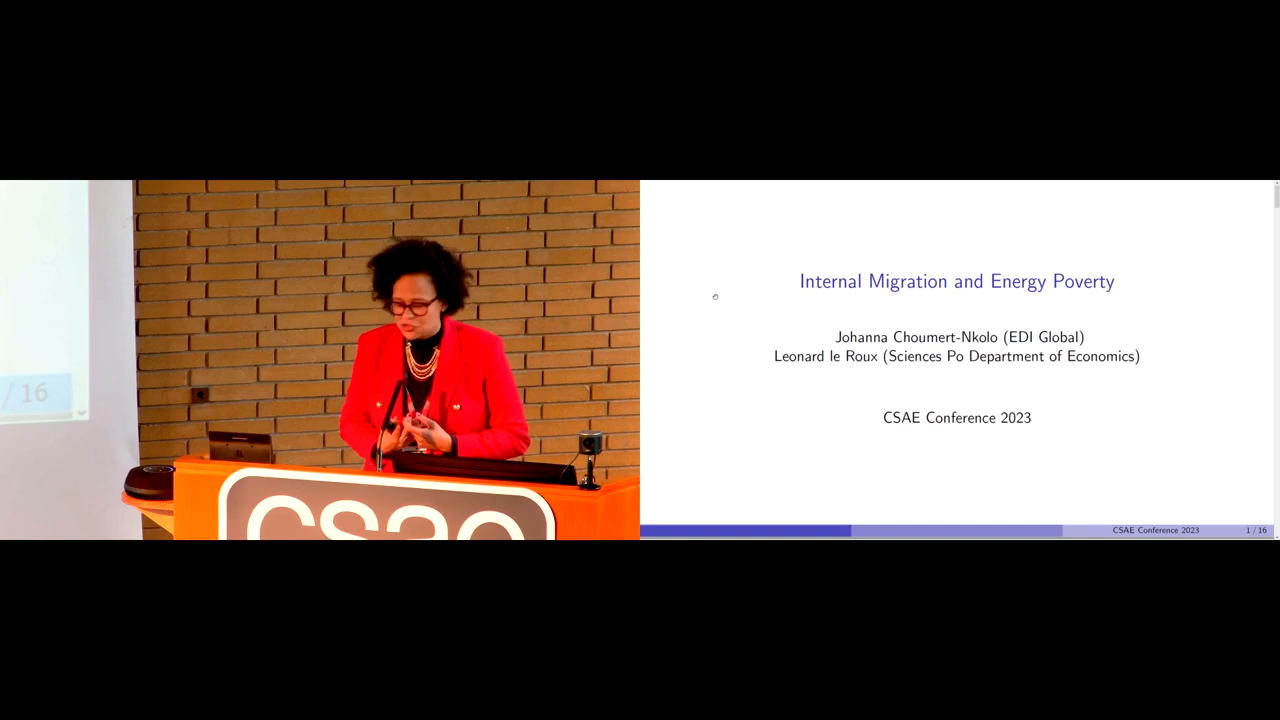 / 16
csae
Internal Migration and Energy Poverty
Johanna Choumert-Nkolo (EDI Global)
Leonard le Roux (Sciences Po Department of Economics)
CSAE Conference 2023
CSAE Conference 2023 1 / 16